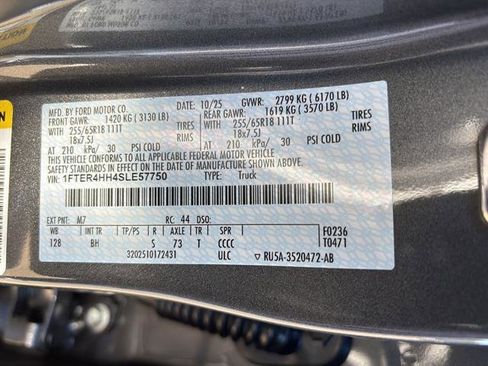 MFD. BY FORD MOTOR CO. DATE: 10/25 GVWR: 2799 KG ( 6170 LB)
FRONT GAWR: 1420 KG ( 3130 LB) REAR GAWR: 1619 KG ( 3570 LB)
WITH WITH
255/65R18 111T 255/65R18 111T
18x7.5J 18x7.5J
AT 210 kPa/ 30 PSI COLD AT 210 kPa/ 30 PSI COLD
THIS VEHICLE CONFORMS TO ALL APPLICABLE FEDERAL MOTOR VEHICLE
SAFETY STANDARDS IN EFFECT ON THE DATE OF MANUFACTURE SHOWN ABOVE.
VIN: 1FTER4HH4SLE57750 TYPE: Truck
EXT PNT: M7 RC: 44 DSO:
WB INT TR TP/PS R AXLE TR SPR F0236
128 BH S 73 T CCCC T0471
3202510172431 ULC ▽ RU5A-3520472-AB